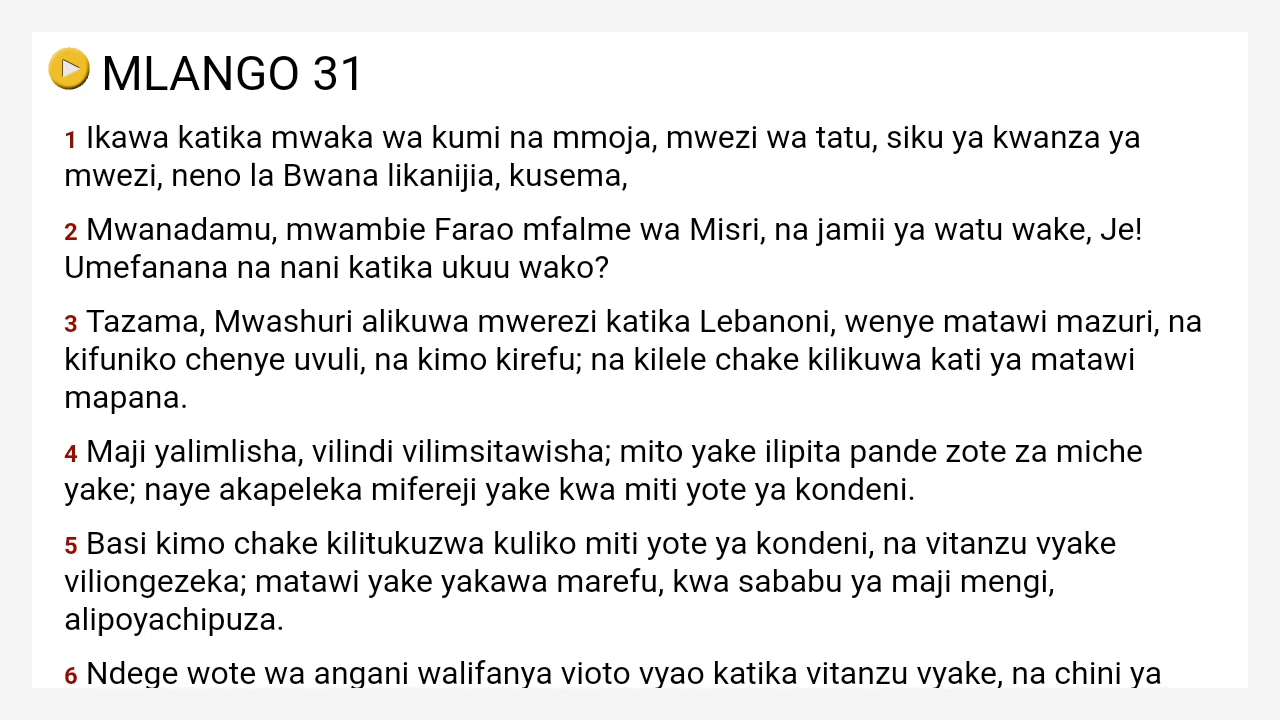 MLANGO 31
1 Ikawa katika mwaka wa kumi na mmoja, mwezi wa tatu, siku ya kwanza ya
mwezi, neno la Bwana likanijia, kusema,
2 Mwanadamu, mwambie Farao mfalme wa Misri, na jamii ya watu wake, Je!
Umefanana na nani katika ukuu wako?
3 Tazama, Mwashuri alikuwa mwerezi katika Lebanoni, wenye matawi mazuri, na
kifuniko chenye uvuli, na kimo kirefu; na kilele chake kilikuwa kati ya matawi
mapana.
4 Maji yalimlisha, vilindi vilimsitawisha; mito yake ilipita pande zote za miche
yake; naye akapeleka mifereji yake kwa miti yote ya kondeni.
5 Basi kimo chake kilitukuzwa kuliko miti yote ya kondeni, na vitanzu vyake
viliongezeka; matawi yake yakawa marefu, kwa sababu ya maji mengi,
alipoyachipuza.
6 Ndege wote wa angani walifanya vioto vyao katika vitanzu vyake, na chini ya